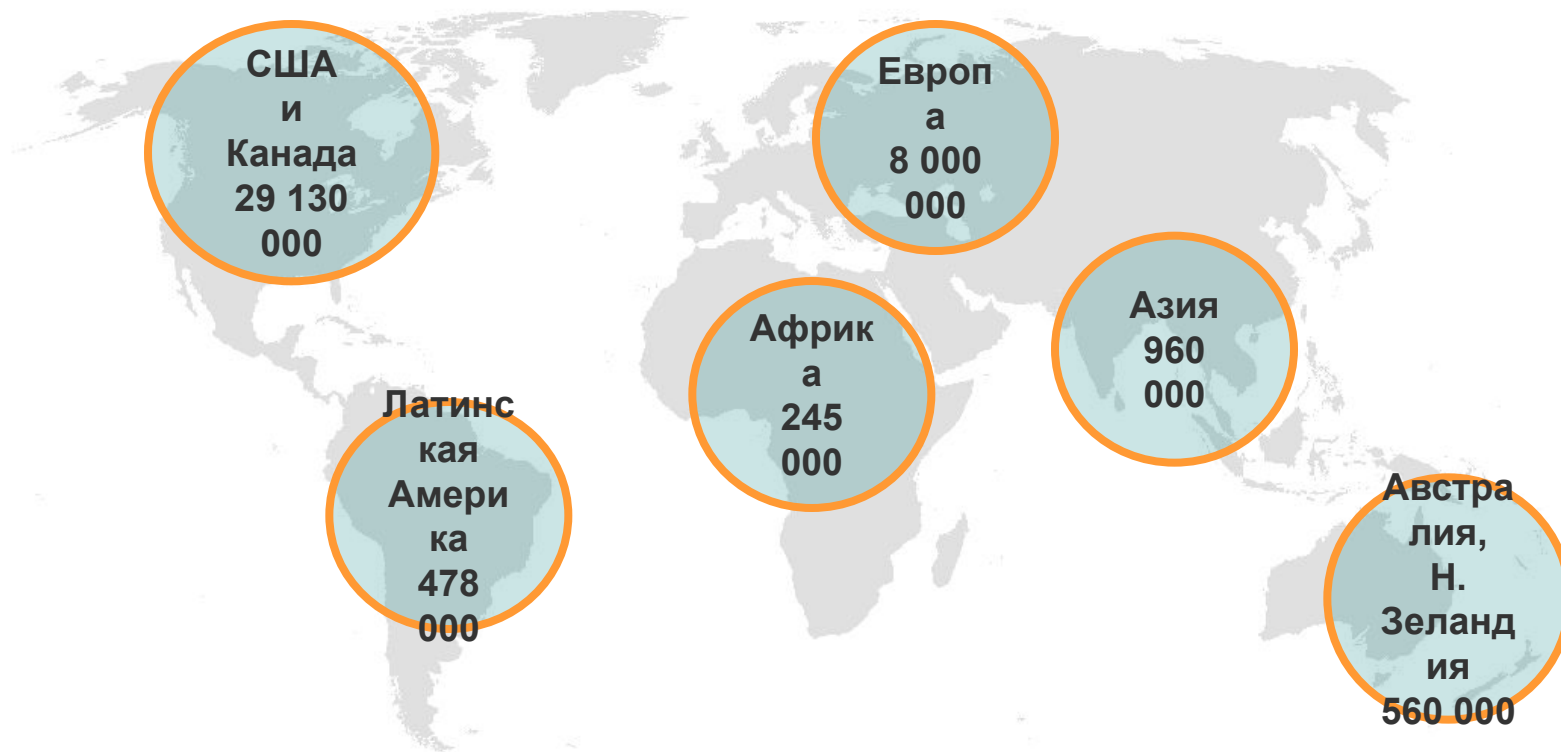 США
и
Канада
29 130
000
Европ
а
8 000
000
Азия
960
000
Африк
а
245
000
Латинс
кая
Амери
ка
478
000
Австра
лия,
Н.
Зеланд
ия
560 000